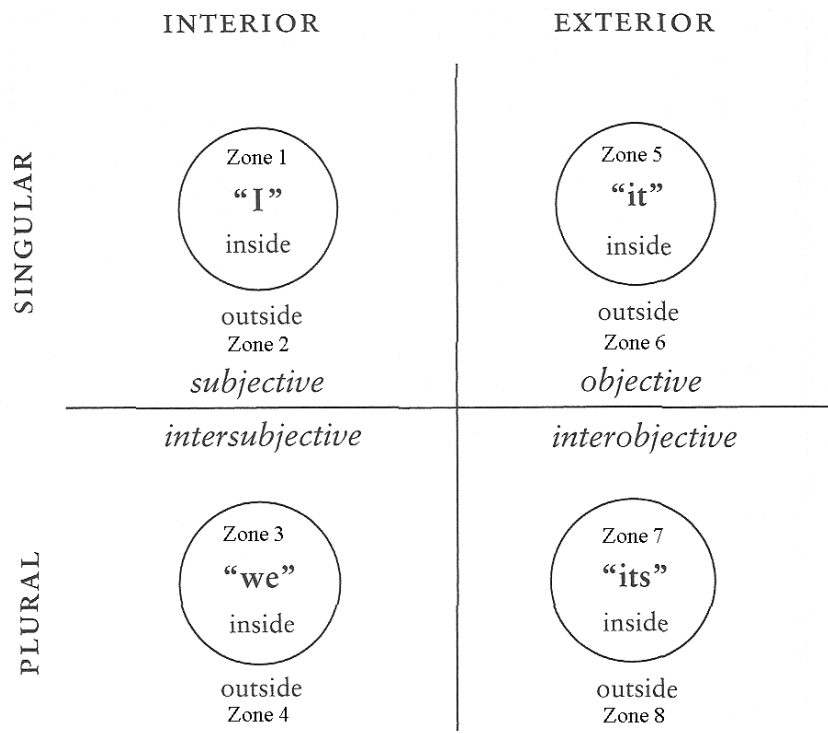 INTERIOR
EXTERIOR
SINGULAR
Zone 1
“I”
inside
outside
Zone 2
subjective
Zone 5
“it”
inside
outside
Zone 6
objective
PLURAL
intersubjective
Zone 3
“we”
inside
outside
Zone 4
interobjective
Zone 7
“its”
inside
outside
Zone 8